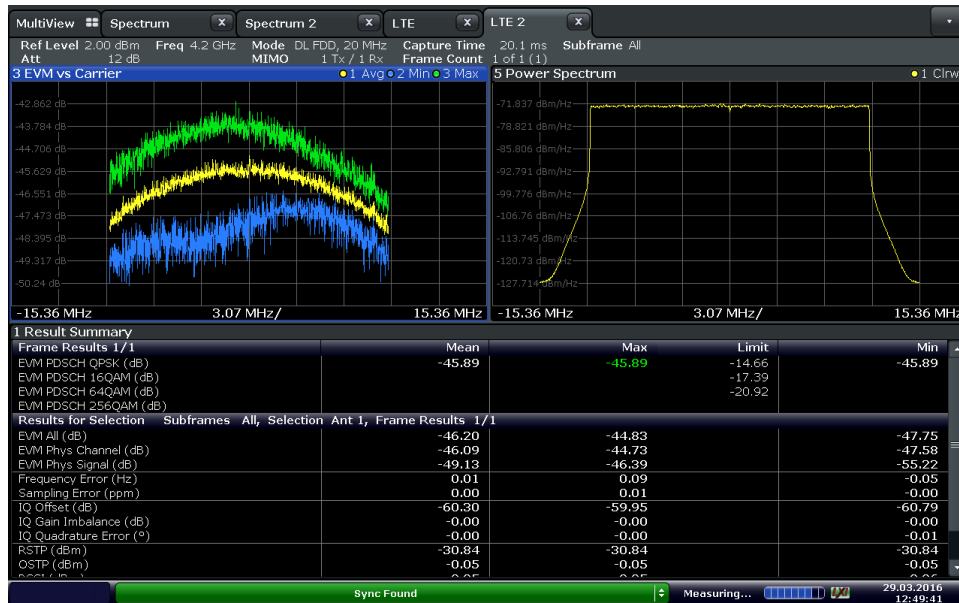 MultiView Spectrum X Spectrum 2 X LTE X LTE 2 X
Ref Level 2.00 dBm Freq 4.2 GHz Mode DL FDD, 20 MHz Capture Time 20.1 ms Subframe All
Att 12 dB MIMO 1 Tx / 1 Rx Frame Count 1 of 1 (1)
3 EVM vs Carrier 1 Avg 2 Min 3 Max
-42.862 dB
-43.784 dB
-44.706 dB
-45.629 dB
-46.551 dB
-47.473 dB
-48.395 dB
-49.317 dB
-50.24 dB
-15.36 MHz 3.07 MHz/ 15.36 MHz
5 Power Spectrum 1 Clrw
-71.837 dBm/Hz
-78.821 dBm/Hz
-85.806 dBm/Hz
-92.791 dBm/Hz
-99.776 dBm/Hz
-106.76 dBm/Hz
-113.745 dBm/Hz
-120.73 dBm/Hz
-127.714 dBm/Hz
-15.36 MHz 3.07 MHz/ 15.36 MHz
1 Result Summary
Frame Results 1/1 Mean Max Limit Min
EVM PDSCH QPSK (dB) -45.89 -45.89 -14.66 -45.89
EVM PDSCH 16QAM (dB) -17.39
EVM PDSCH 64QAM (dB) -20.92
EVM PDSCH 256QAM (dB)
Results for Selection Subframes All, Selection Ant 1, Frame Results 1/1
EVM All (dB) -46.20 -44.83 -47.75
EVM Phys Channel (dB) -46.09 -44.73 -47.58
EVM Phys Signal (dB) -49.13 -46.39 -55.22
Frequency Error (Hz) 0.01 0.09 -0.05
Sampling Error (ppm) 0.00 0.01 -0.00
IQ Offset (dB) -60.30 -59.95 -60.79
IQ Gain Imbalance (dB) -0.00 -0.00 -0.00
IQ Quadrature Error (°) -0.00 -0.00 -0.01
RSTP (dBm) -30.84 -30.84 -30.84
OSTP (dBm) -0.05 -0.05 -0.05
Sync Found Measuring... 29.03.2016
12:49:41